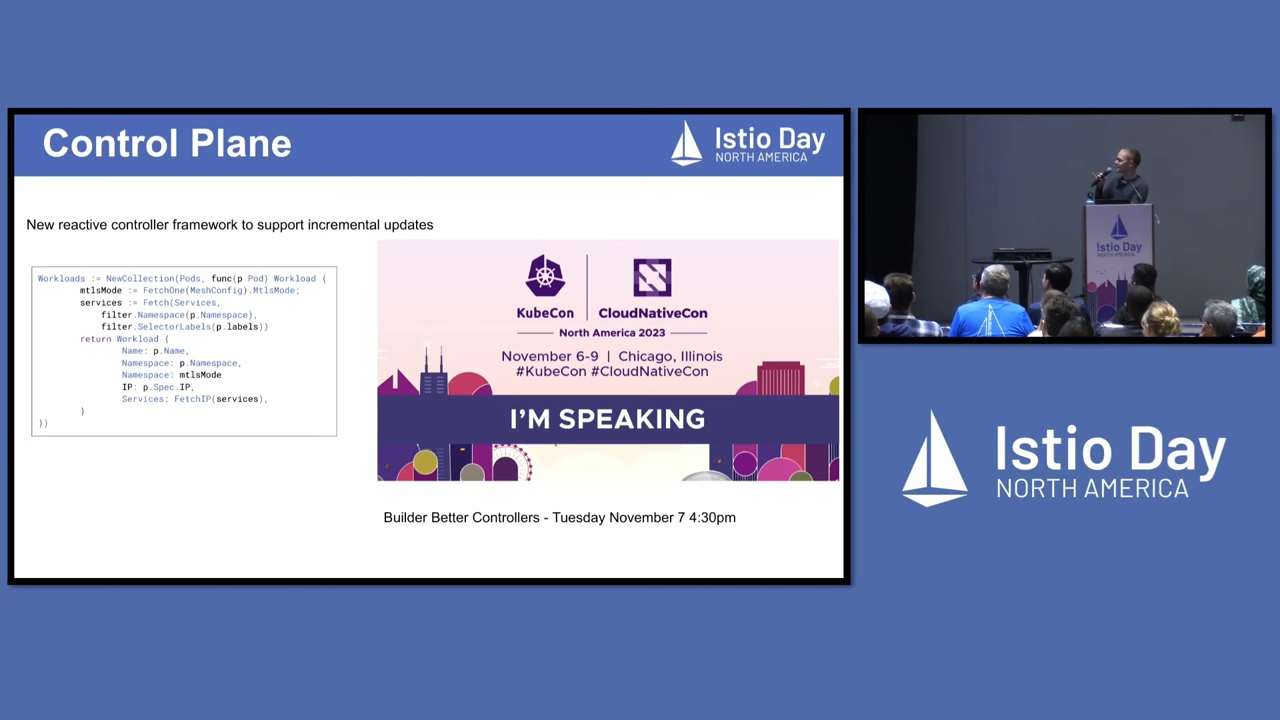 Control Plane
Istio Day
NORTH AMERICA
New reactive controller framework to support incremental updates
Workloads := NewCollection(Pods, func(p Pod) Workload {
mtlsMode := FetchOne(MeshConfig).MtlsMode;
services := Fetch(Services,
filter.Namespace(p.Namespace),
filter.SelectorLabels(p.labels))
return Workload {
Name: p.Name,
Namespace: p.Namespace,
Namespace: mtlsMode
IP: p.Spec.IP,
Services: FetchIP(services),
}
})
KubeCon
CloudNativeCon
North America 2023
November 6-9 | Chicago, Illinois
#KubeCon #CloudNativeCon
I'M SPEAKING
Builder Better Controllers - Tuesday November 7 4:30pm
Istio Day
NORTH AMERICA
Istio Day
NORTH AMERICA